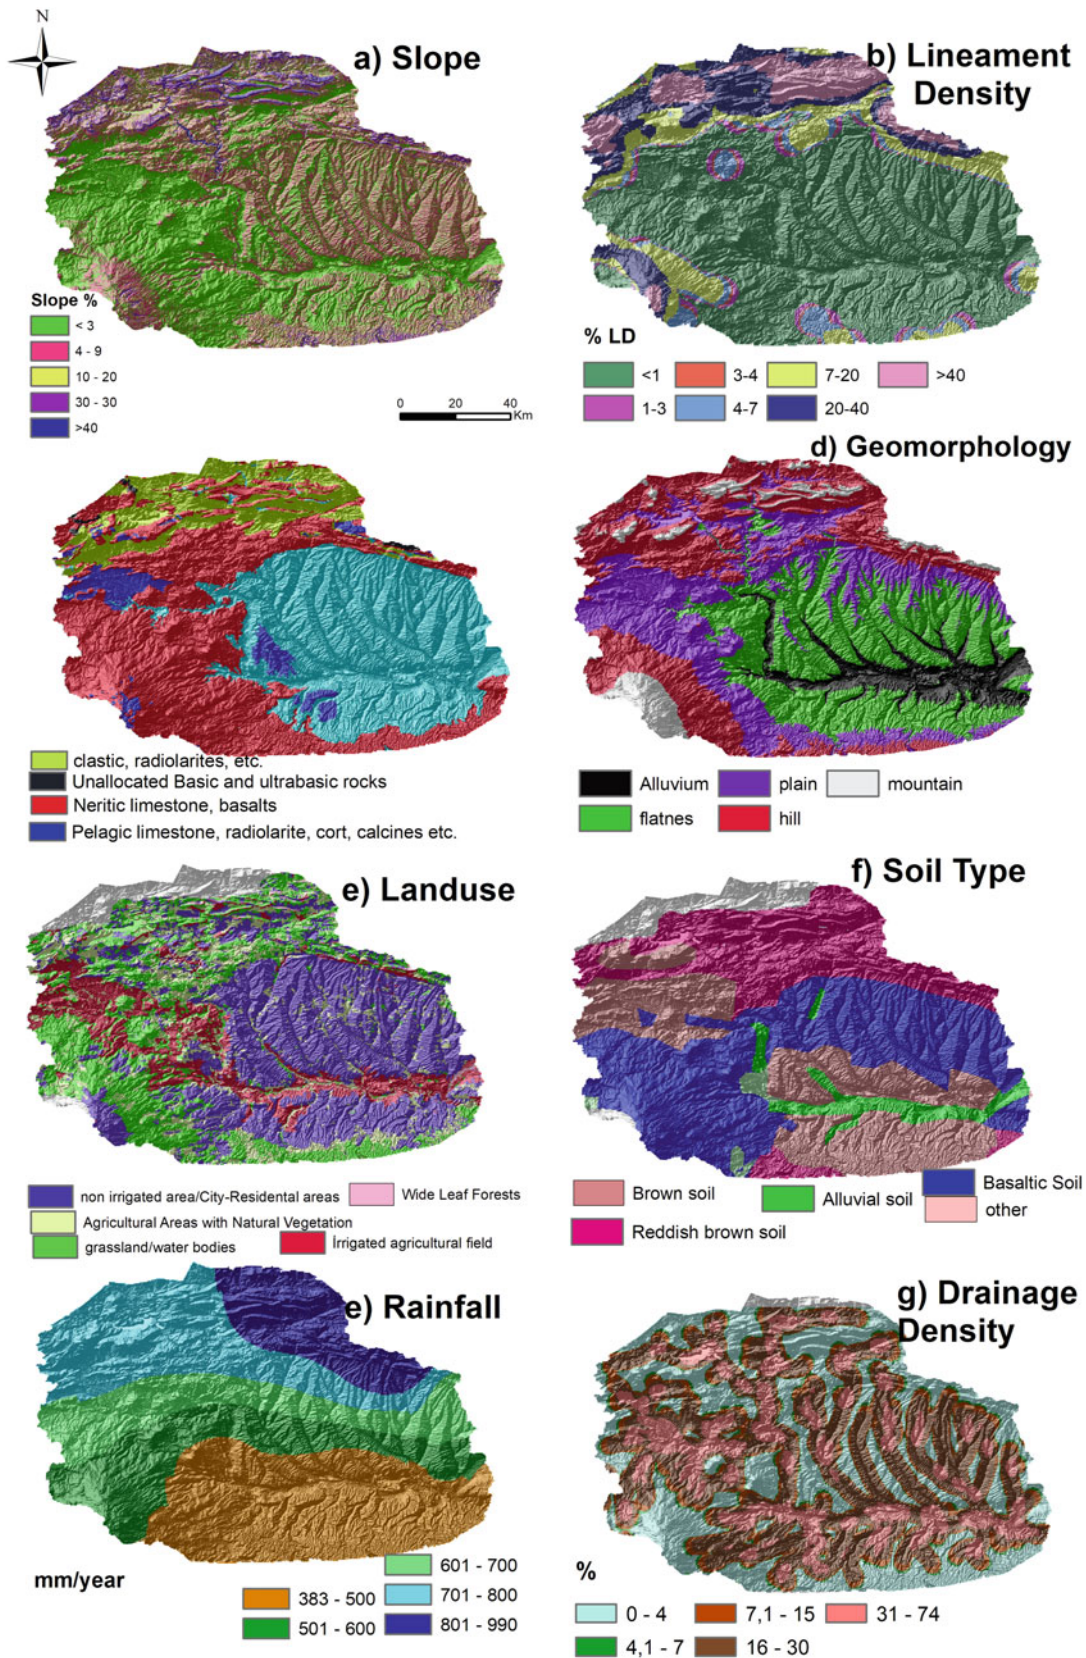 N
a) Slope
b) Lineament
Density
Slope %
< 3
4 - 9
10 - 20
30 - 30
>40
0 20 40
Km
% LD
<1
3-4
7-20
>40
1-3
4-7
20-40
d) Geomorphology
clastic, radiolarites, etc.
Unallocated Basic and ultrabasic rocks
Neritic limestone, basalts
Pelagic limestone, radiolarite, cort, calcines etc.
Alluvium
plain
mountain
flatnes
hill
e) Landuse
f) Soil Type
non irrigated area/City-Residental areas
Wide Leaf Forests
Agricultural Areas with Natural Vegetation
grassland/water bodies
İrrigated agricultural field
Brown soil
Alluvial soil
Basaltic Soil
other
Reddish brown soil
e) Rainfall
g) Drainage
Density
mm/year
601 - 700
383 - 500
701 - 800
501 - 600
801 - 990
%
0 - 4
7,1 - 15
31 - 74
4,1 - 7
16 - 30